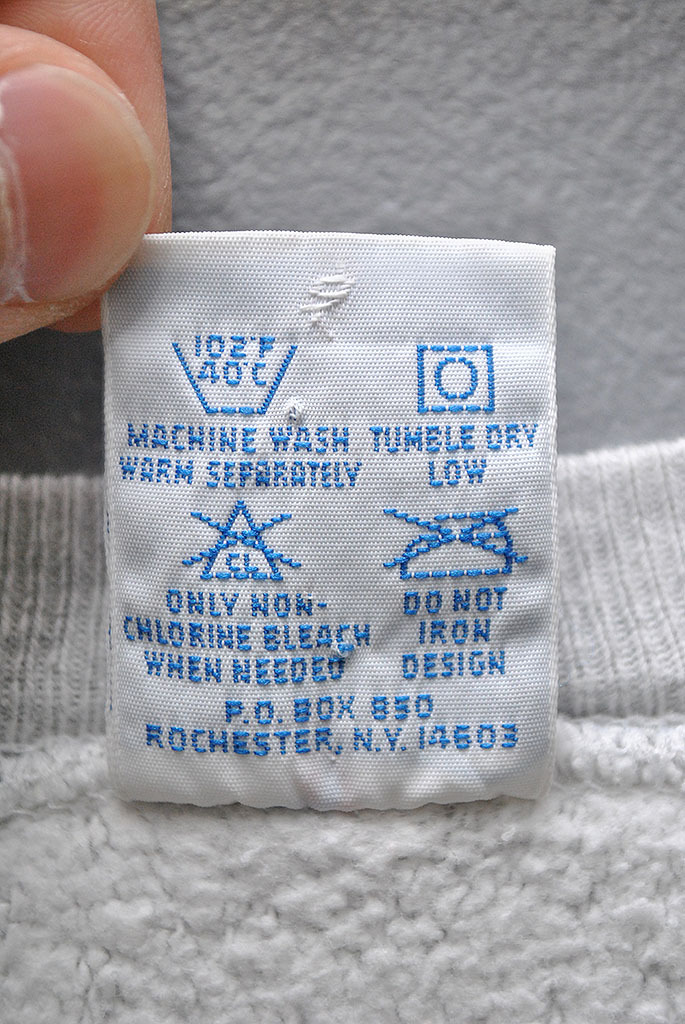 102°F
40°C
MACHINE WASH
WARM SEPARATELY
TUMBLE DRY
LOW
CL
ONLY NON-
CHLORINE BLEACH
WHEN NEEDED
DO NOT
IRON
DESIGN
P.O. BOX 850
ROCHESTER, N.Y. 14603